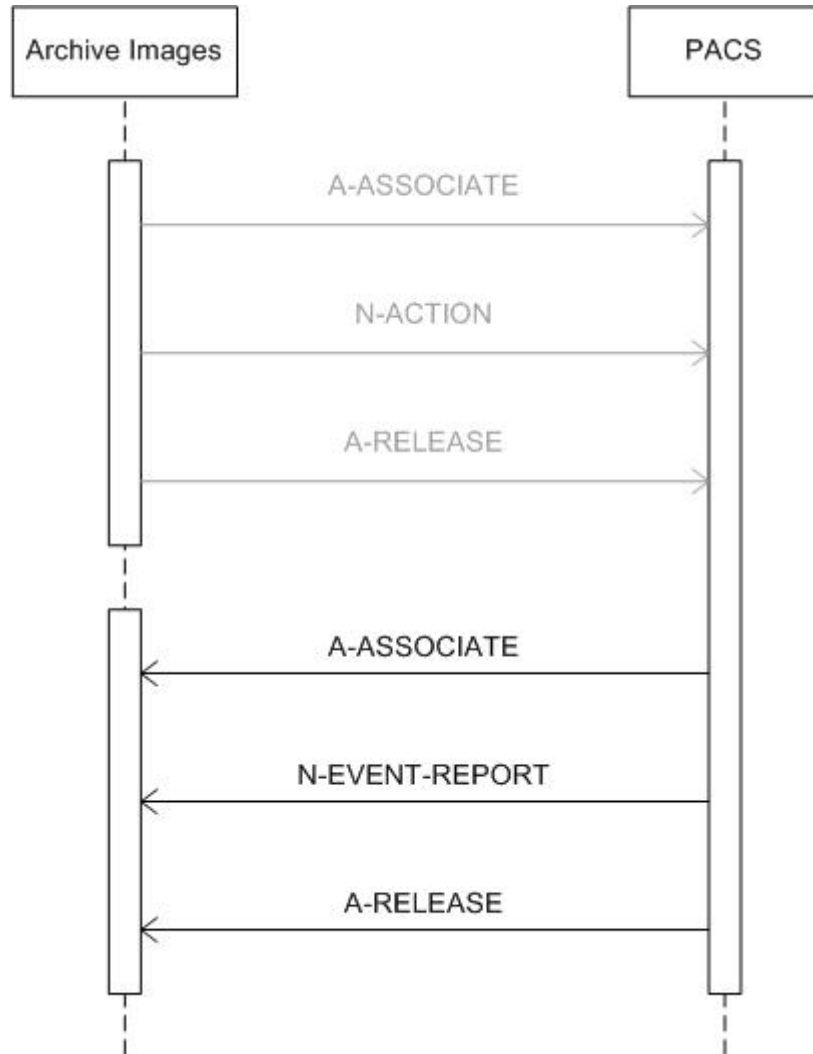 Archive Images
PACS
A-ASSOCIATE
N-ACTION
A-RELEASE
A-ASSOCIATE
N-EVENT-REPORT
A-RELEASE